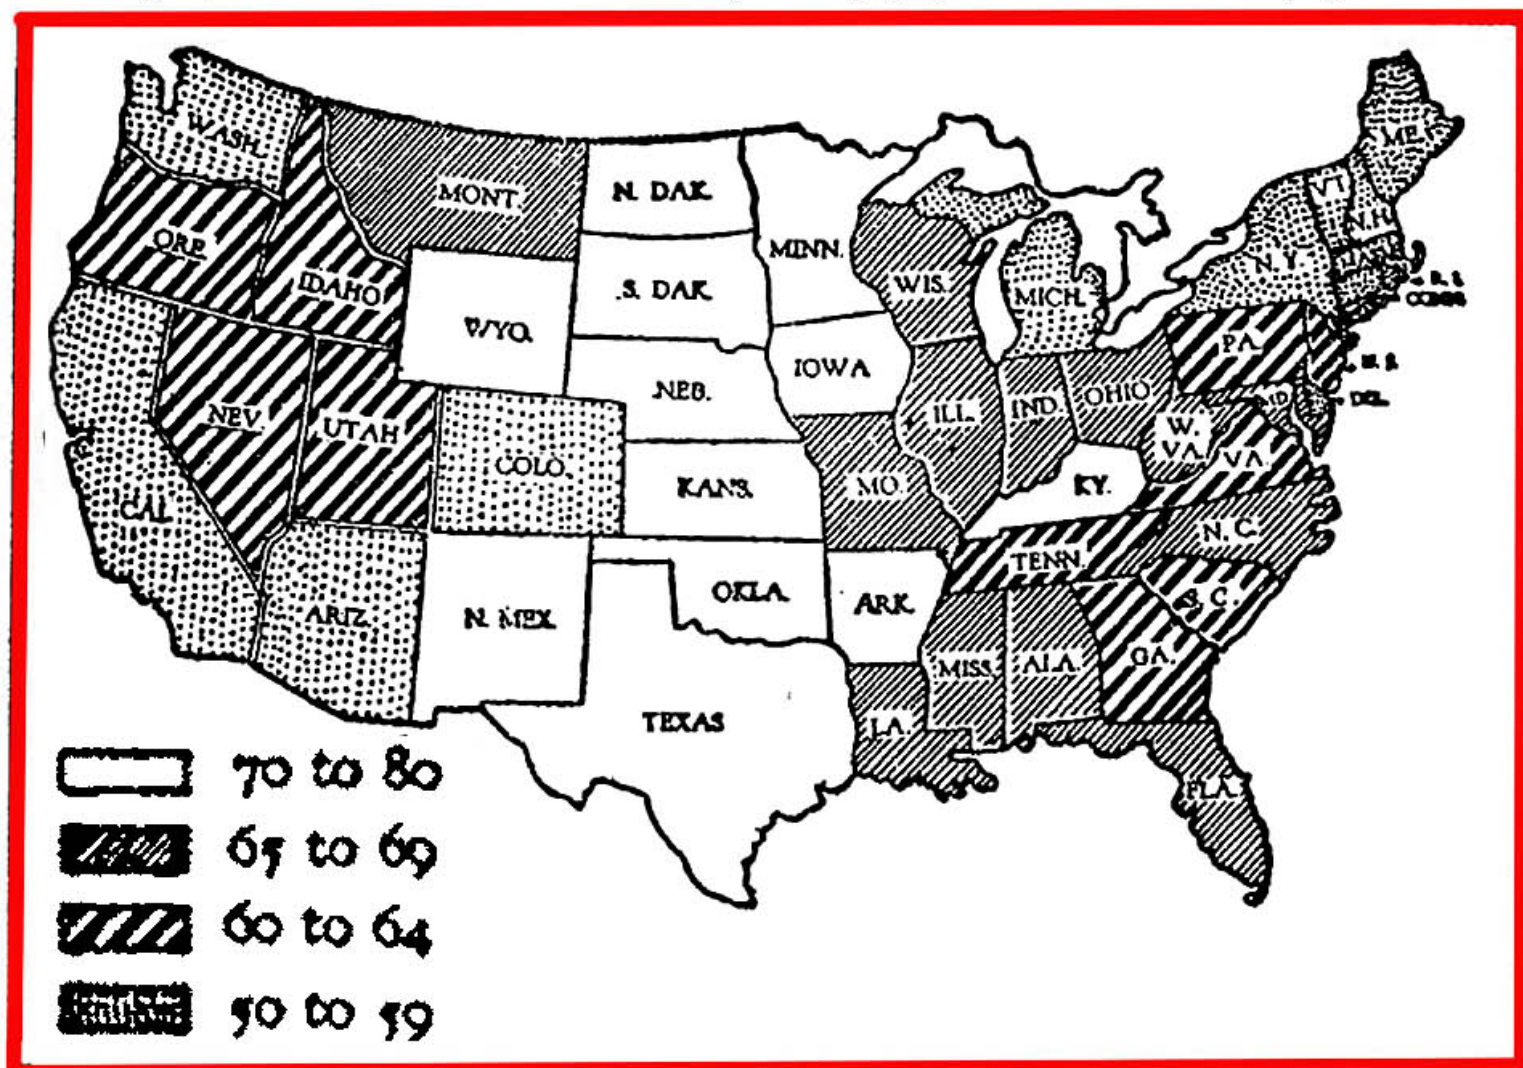 WASH.
MONT.
N. DAK.
MINN.
ME.
VT.
N.H.
ORE.
IDAHO
S. DAK.
WIS.
MICH.
N.Y.
R. I.
CONN.
WYO.
IOWA
PA.
N. J.
NEV.
UTAH
NEB.
ILL.
IND.
OHIO
MD.
DEL.
COLO.
KANS.
MO.
KY.
W.
VA.
VA.
CAL.
ARIZ.
N. MEX.
OKLA.
ARK.
TENN.
N. C.
S. C.
MISS.
ALA.
GA.
TEXAS
LA.
FLA.
70 to 80
65 to 69
60 to 64
50 to 59